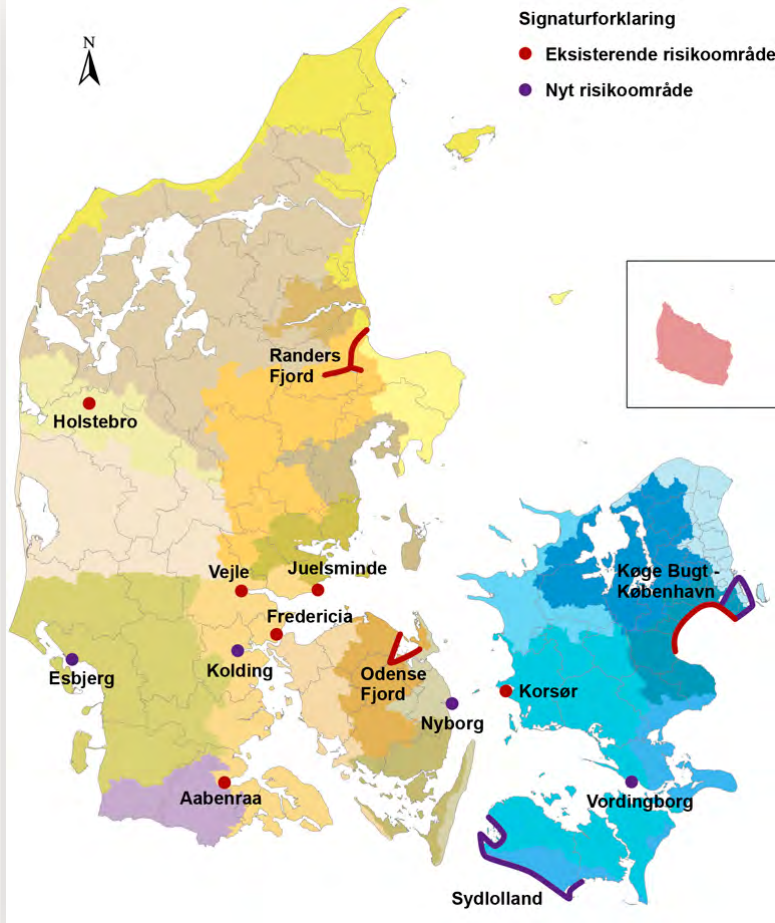 Signaturforklaring
N
Eksisterende risikoområde
Nyt risikoområde
Randers
Fjord
Holstebro
Vejle
Juelsminde
Køge Bugt -
København
Fredericia
Esbjerg
Kolding
Odense
Fjord
Korsør
Nyborg
Aabenraa
Vordingborg
Sydlolland